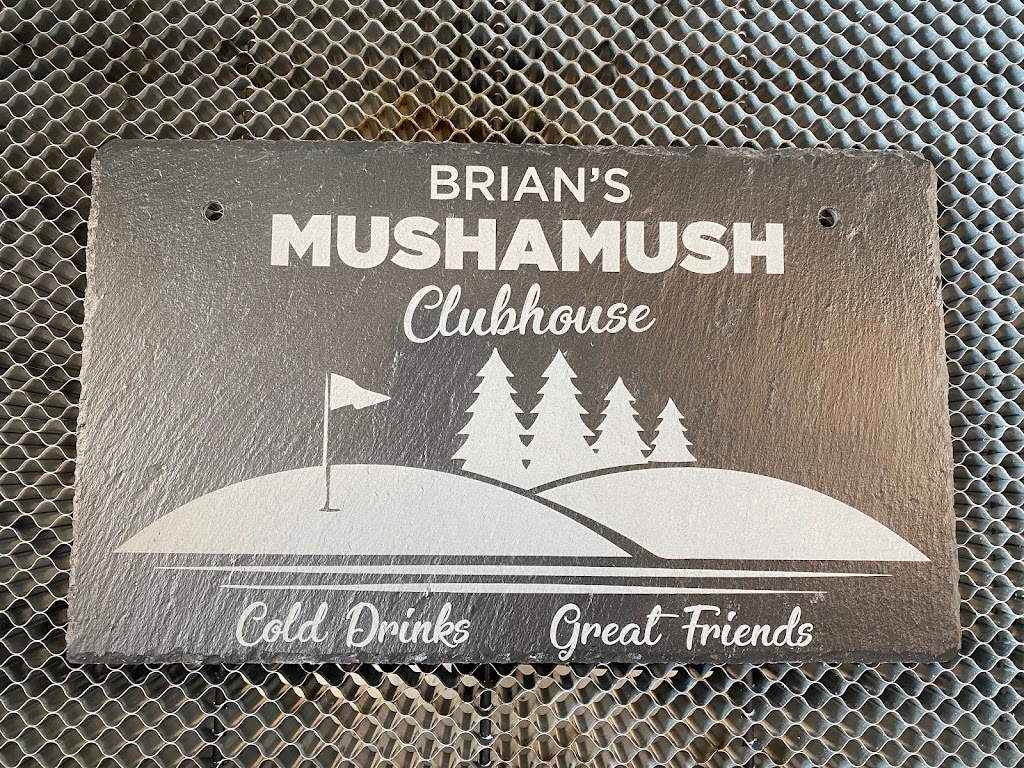 BRIAN'S
MUSHAMUSH
Clubhouse
Cold Drinks Great Friends